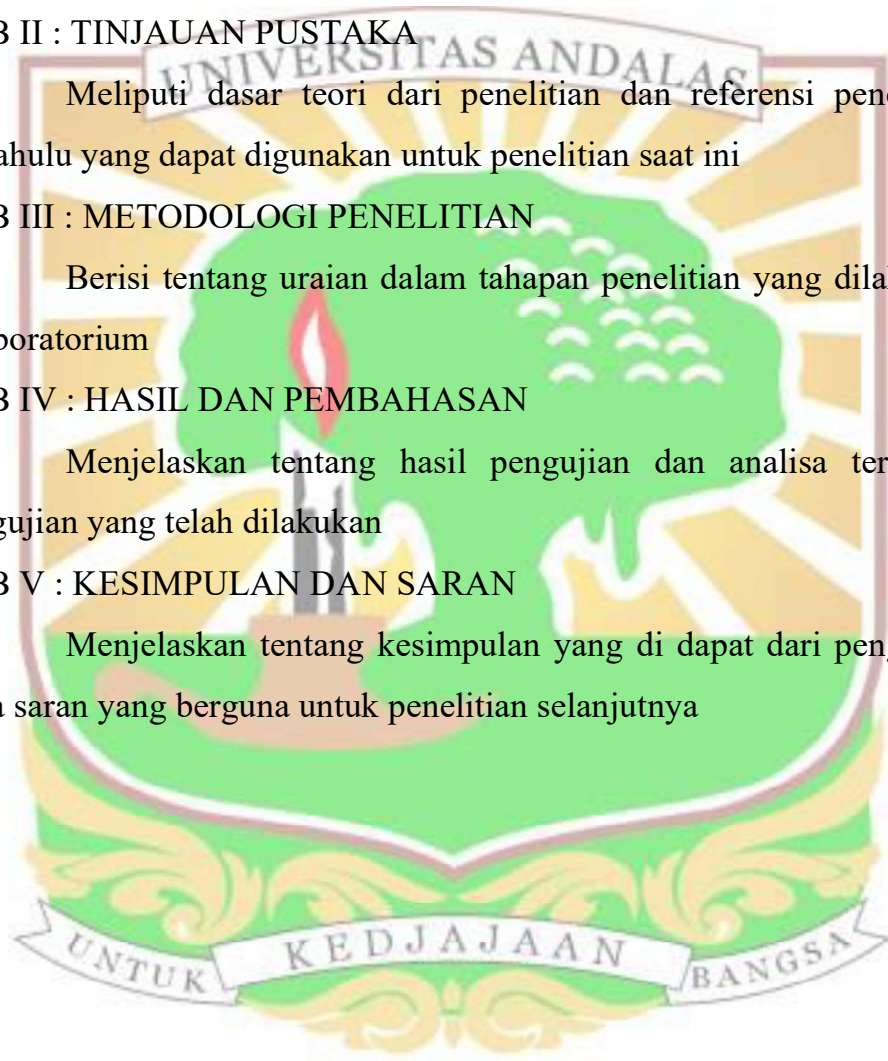 B II : TINJAUAN PUSTAKA
UNIVERSITAS ANDALAS
Meliputi dasar teori dari penelitian dan referensi pene
ahulu yang dapat digunakan untuk penelitian saat ini
B III : METODOLOGI PENELITIAN
Berisi tentang uraian dalam tahapan penelitian yang dilak
boratorium
B IV : HASIL DAN PEMBAHASAN
Menjelaskan tentang hasil pengujian dan analisa ter
gujian yang telah dilakukan
B V : KESIMPULAN DAN SARAN
Menjelaskan tentang kesimpulan yang di dapat dari peng
a saran yang berguna untuk penelitian selanjutnya
UNTUK KEDJAJAAN BANGSA